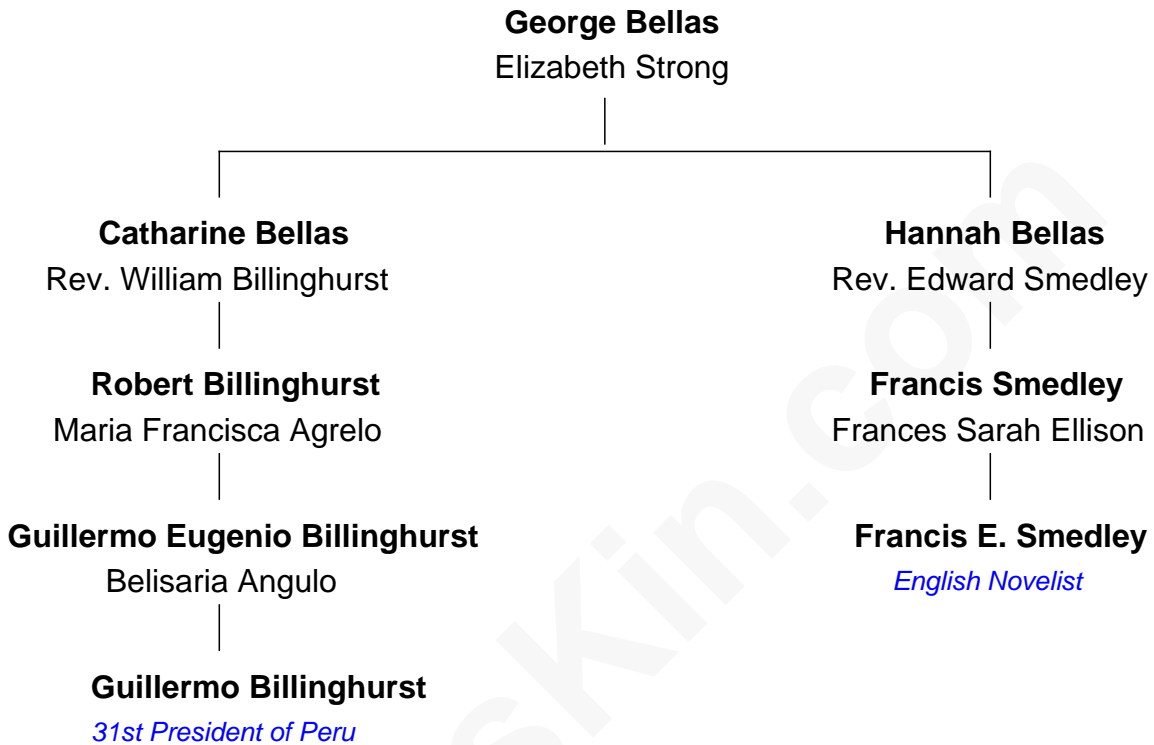 George Bellas
Elizabeth Strong
Catharine Bellas
Rev. William Billinghurst
Hannah Bellas
Rev. Edward Smedley
Robert Billinghurst
Maria Francisca Agrelo
Francis Smedley
Frances Sarah Ellison
Guillermo Eugenio Billinghurst
Belisaria Angulo
Francis E. Smedley
English Novelist
Guillermo Billinghurst
31st President of Peru
sKin.com